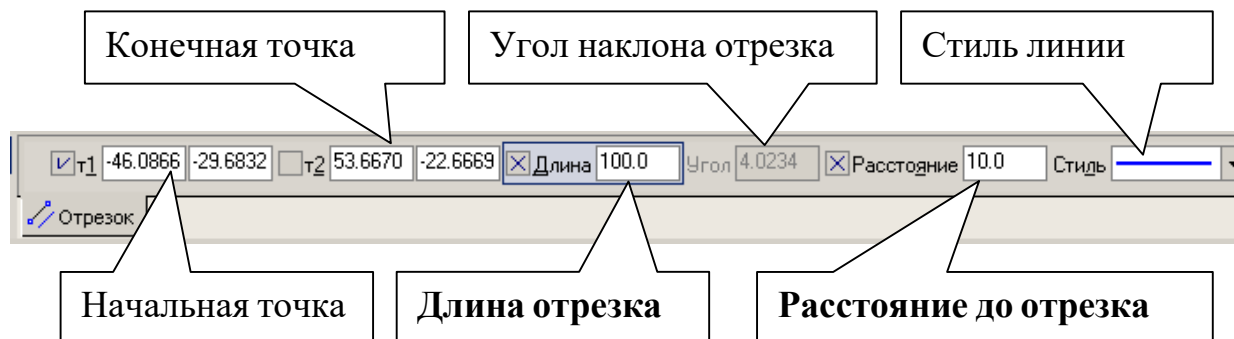 Конечная точка Угол наклона отрезка Стиль линии
т1 -46.0866 -29.6832 т2 53.6670 -22.6669 Длина 100.0 Угол 4.0234 Расстояние 10.0 Стиль
Отрезок
Начальная точка Длина отрезка Расстояние до отрезка